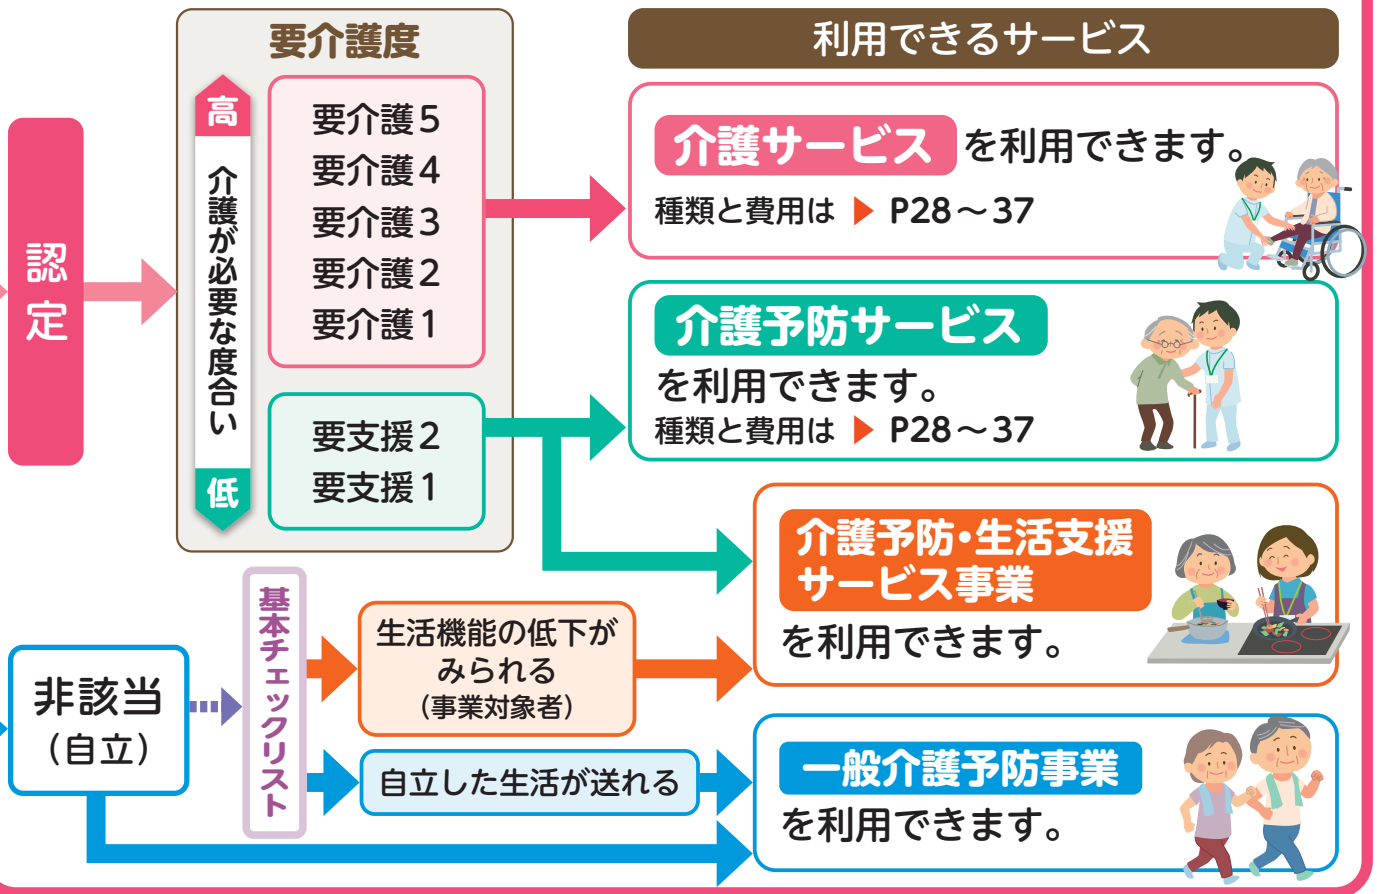 認定
要介護度
高
介護が必要な度合い
低
要介護5
要介護4
要介護3
要介護2
要介護1
要支援2
要支援1
利用できるサービス
介護サービス を利用できます。
種類と費用は ▶ P28～37
介護予防サービス
を利用できます。
種類と費用は ▶ P28～37
介護予防・生活支援
サービス事業
を利用できます。
非該当
（自立）
基本チェックリスト
生活機能の低下が
みられる
（事業対象者）
自立した生活が送れる
一般介護予防事業
を利用できます。